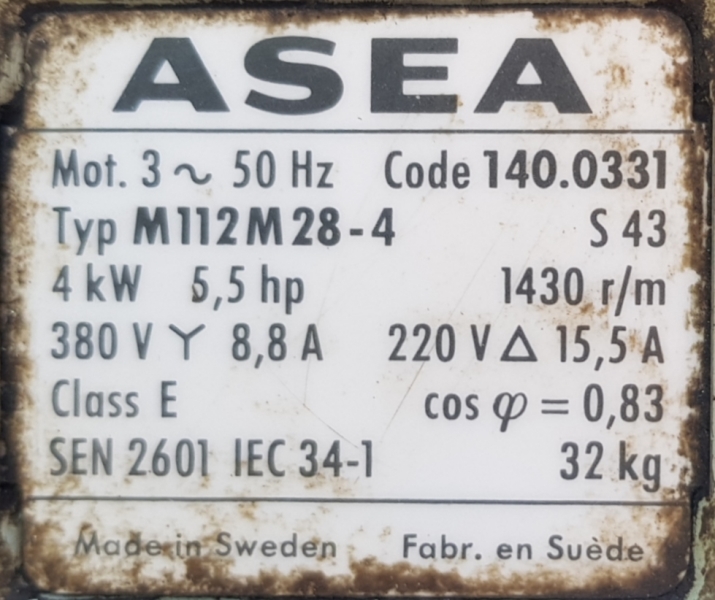 ASEA
Mot. 3 ~ 50 Hz Code 140.0331
Typ M112M28-4 S 43
4 kW 5,5 hp 1430 r/m
380 V Y 8,8 A 220 V Δ 15,5 A
Class E cos φ = 0,83
SEN 2601 IEC 34-1 32 kg
Made in Sweden Fabr. en Suède